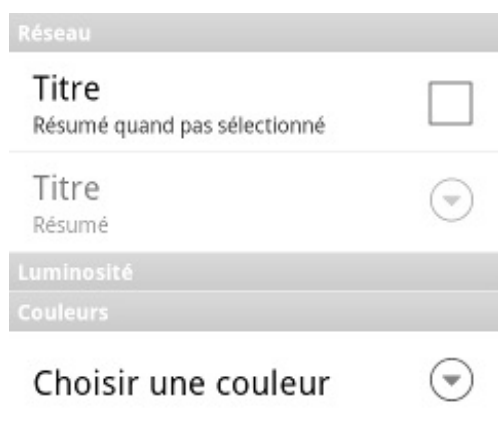 Réseau
Titre
Résumé quand pas sélectionné
Titre
Résumé
Luminosité
Couleurs
Choisir une couleur